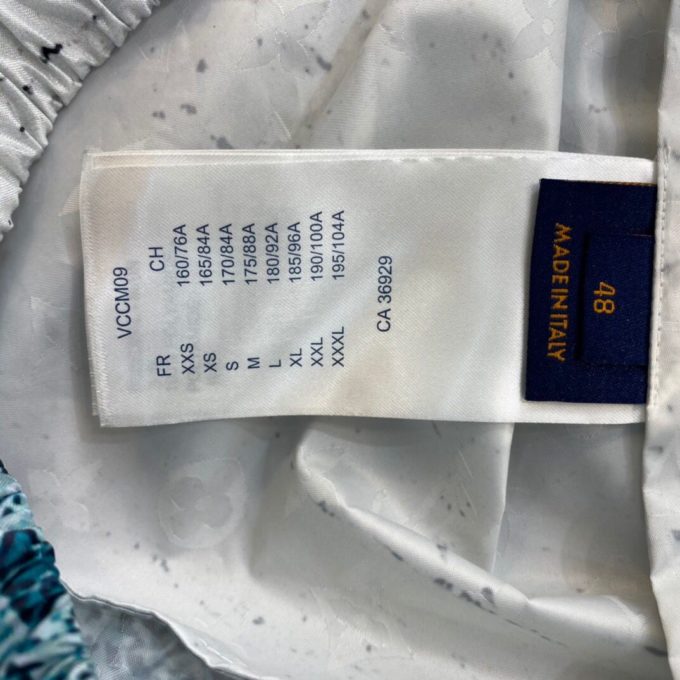 VCCM09
FR CH
XXS 160/76A
XS 165/84A
S 170/84A
M 175/88A
L 180/92A
XL 185/96A
XXL 190/100A
XXXL 195/104A
CA 36929
MADE IN ITALY
48